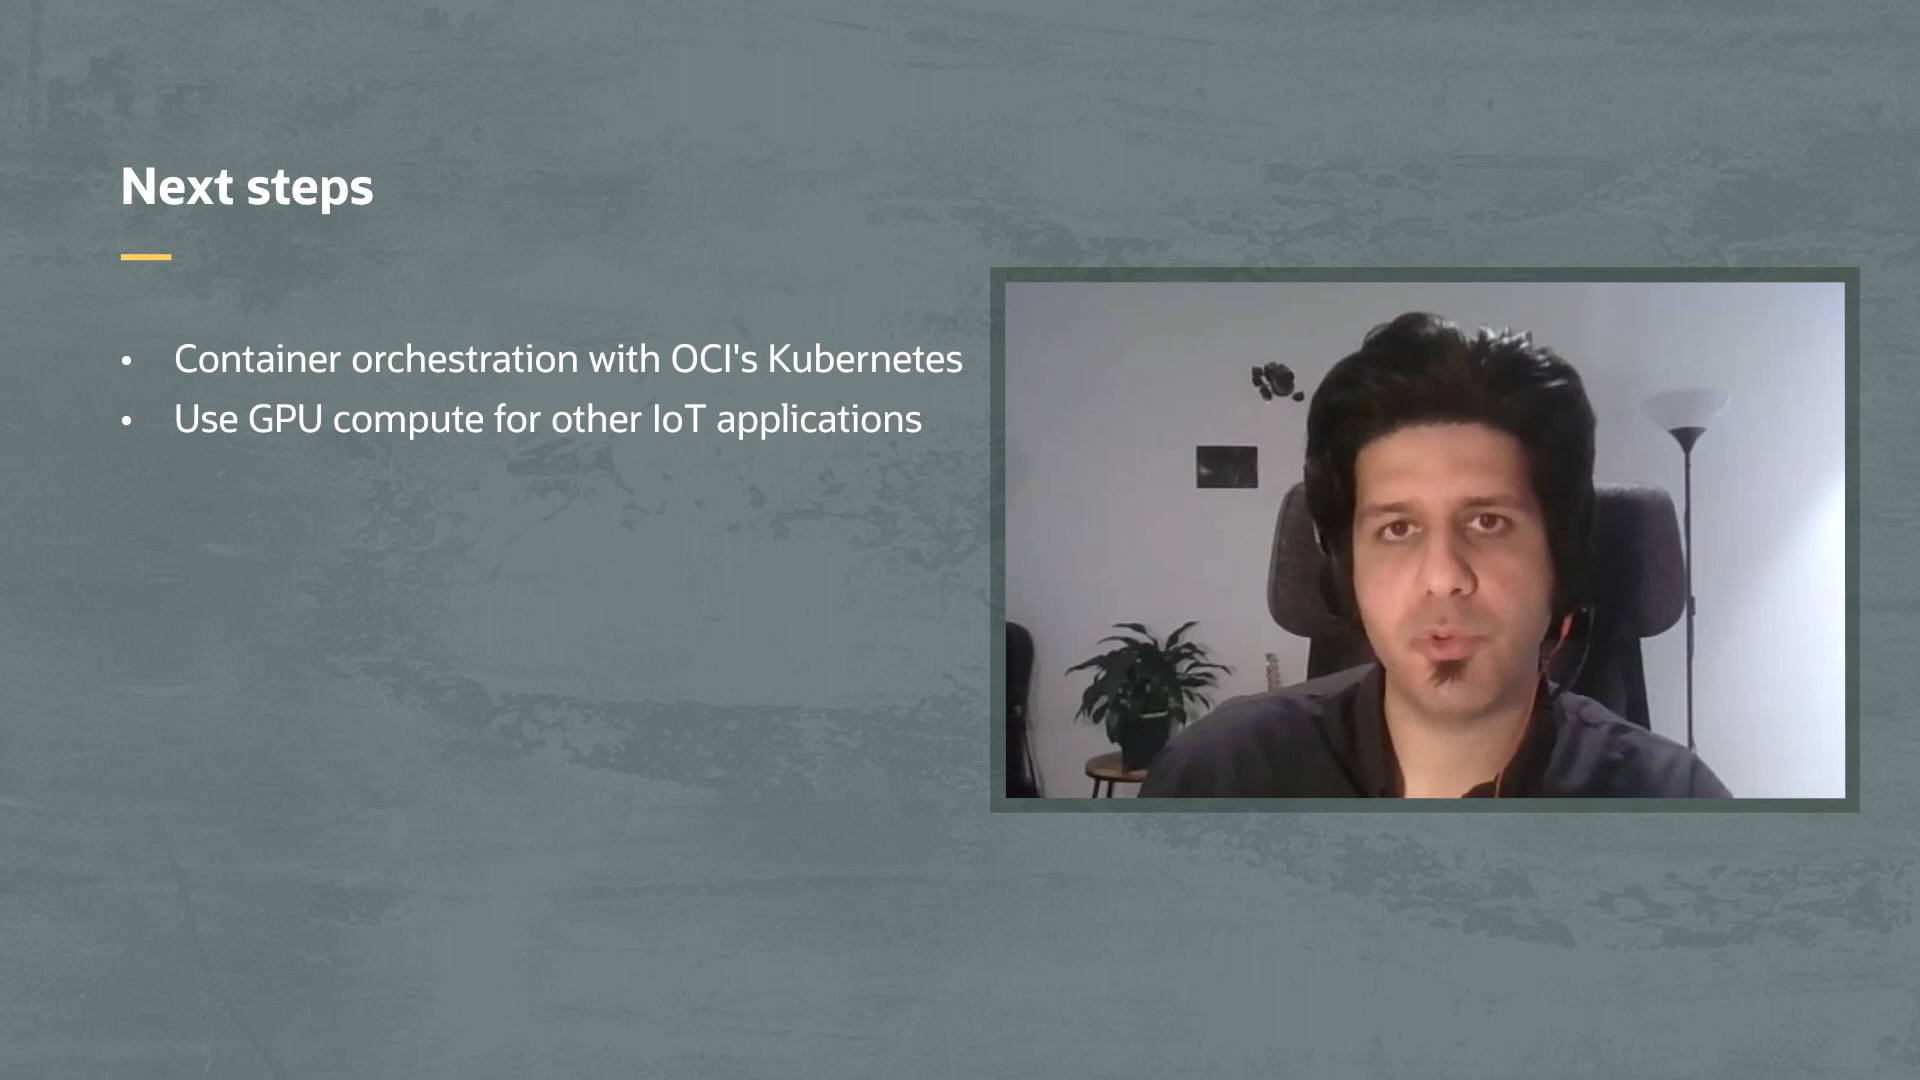 Next steps
• Container orchestration with OCI's Kubernetes
• Use GPU compute for other IoT applications